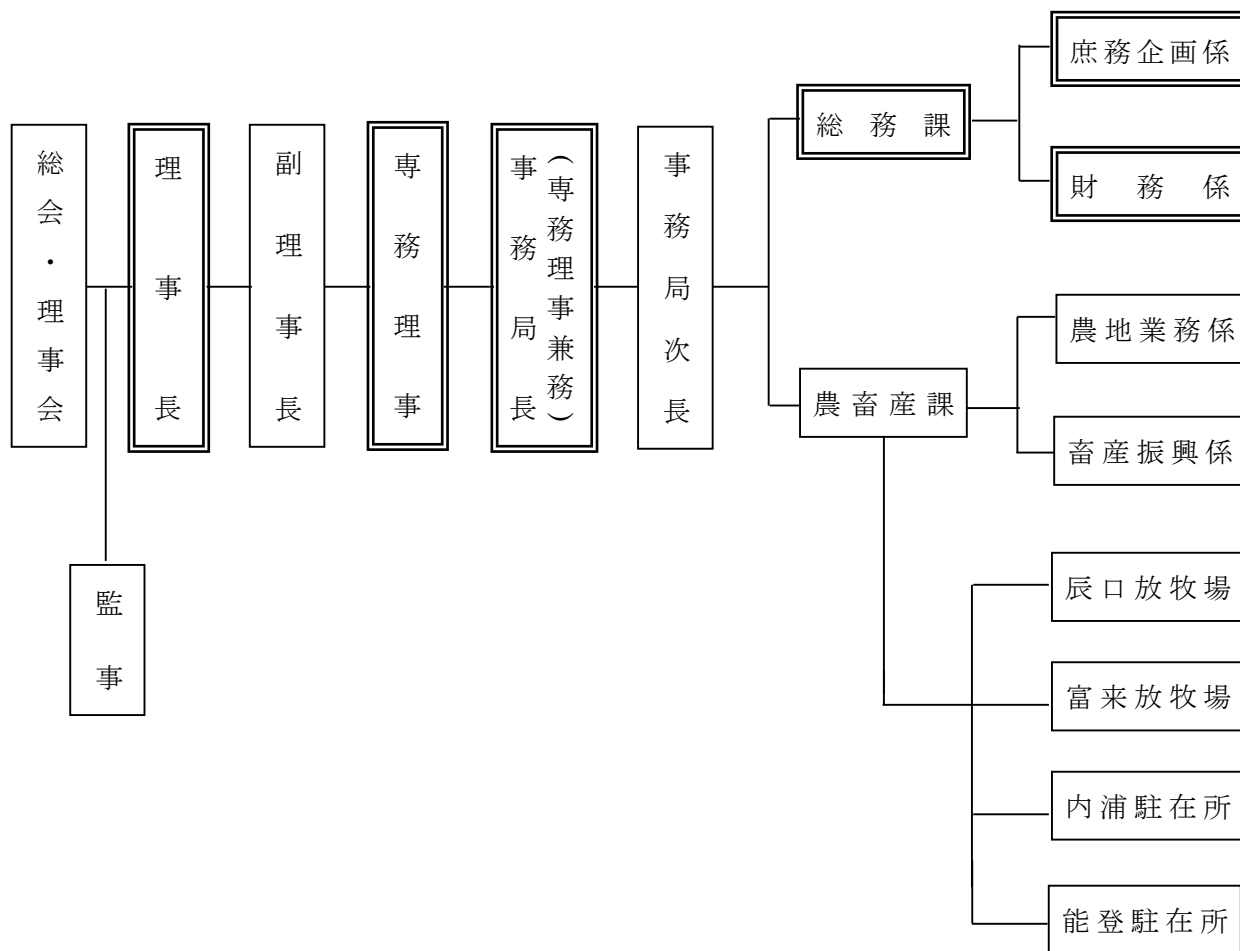 総会・理事会
理事長
副理事長
専務理事
事務局長
（専務理事兼務）
事務局次長
監事
総務課
庶務企画係
財務係
農畜産課
農地業務係
畜産振興係
辰口放牧場
富来放牧場
内浦駐在所
能登駐在所